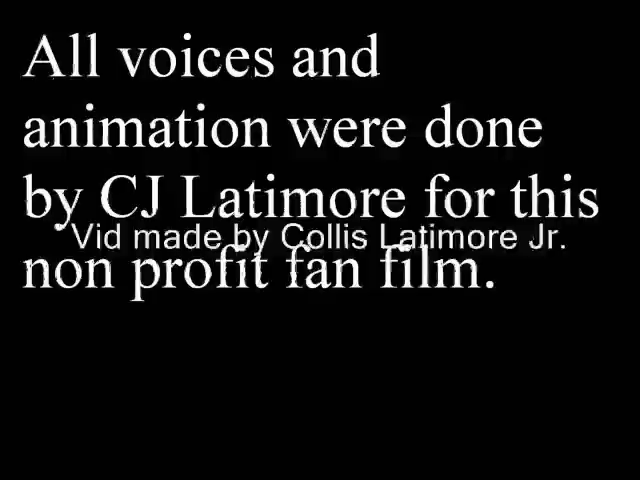 All voices and
animation were done
by CJ Latimore for this
Vid made by Collis Latimore Jr.
non profit fan film.